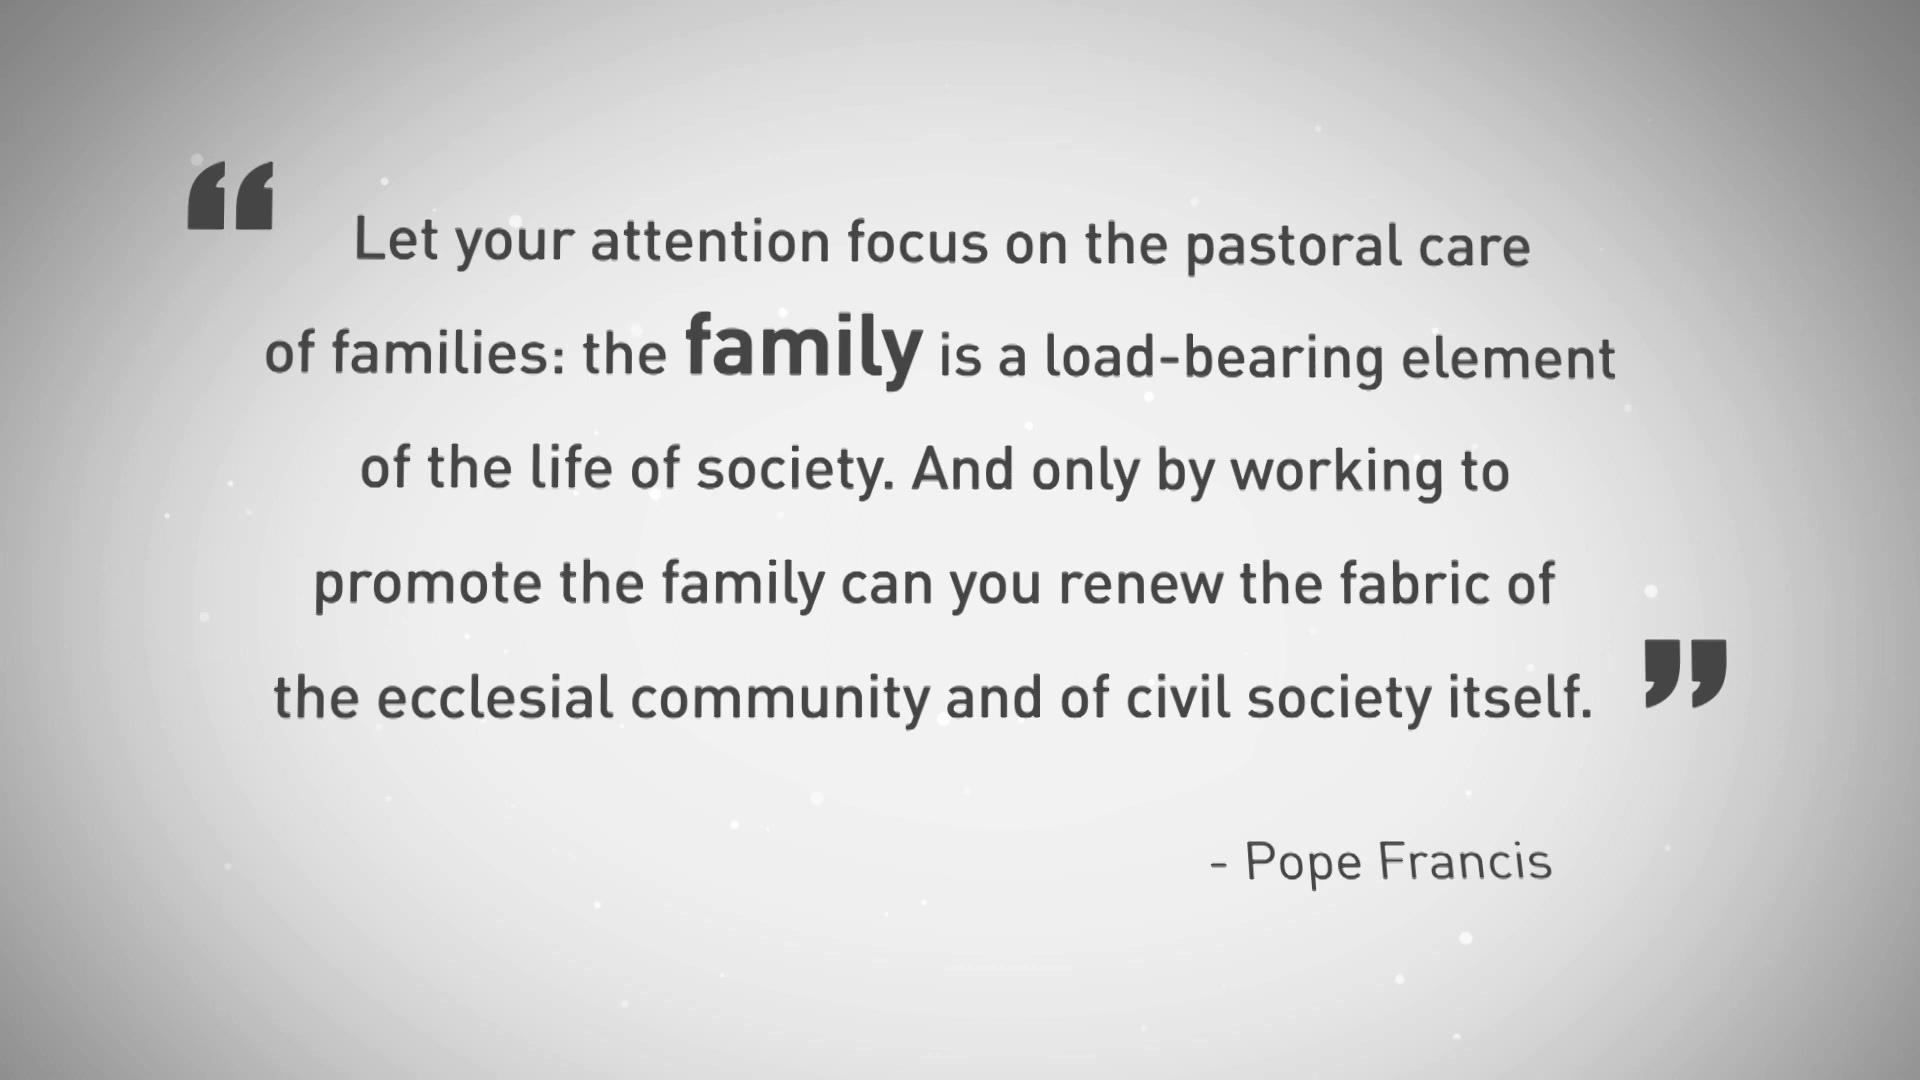 “ Let your attention focus on the pastoral care
of families: the family is a load-bearing element
of the life of society. And only by working to
promote the family can you renew the fabric of
the ecclesial community and of civil society itself. ”
- Pope Francis